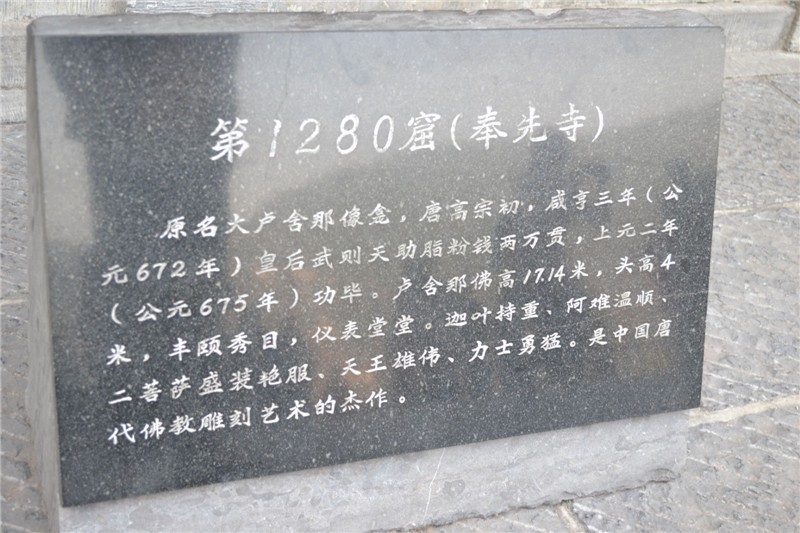 第1280窟(奉先寺)
原名大卢舍那像龛，唐高宗初，咸亨三年(公
元672年)皇后武则天助脂粉钱两万贯，上元二年
(公元675年)功毕。卢舍那佛高17.14米，头高4
米，丰颐秀目，仪表堂堂。迦叶持重、阿难温顺、
二菩萨盛装艳服、天王雄伟、力士勇猛。是中国唐
代佛教雕刻艺术的杰作。